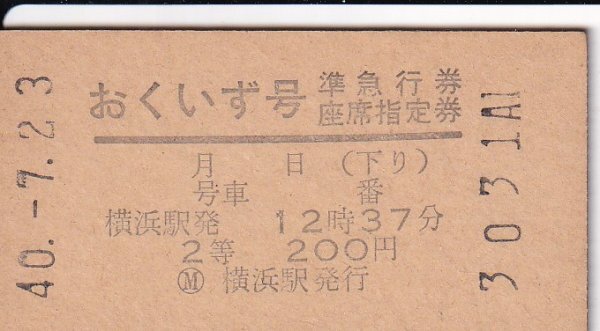 おくいず号 準急行券
座席指定券
月 日 (下り)
号車 番
横浜駅発 12時37分
2等 200円
Ⓜ 横浜駅発行
40.-7.23
3031A1